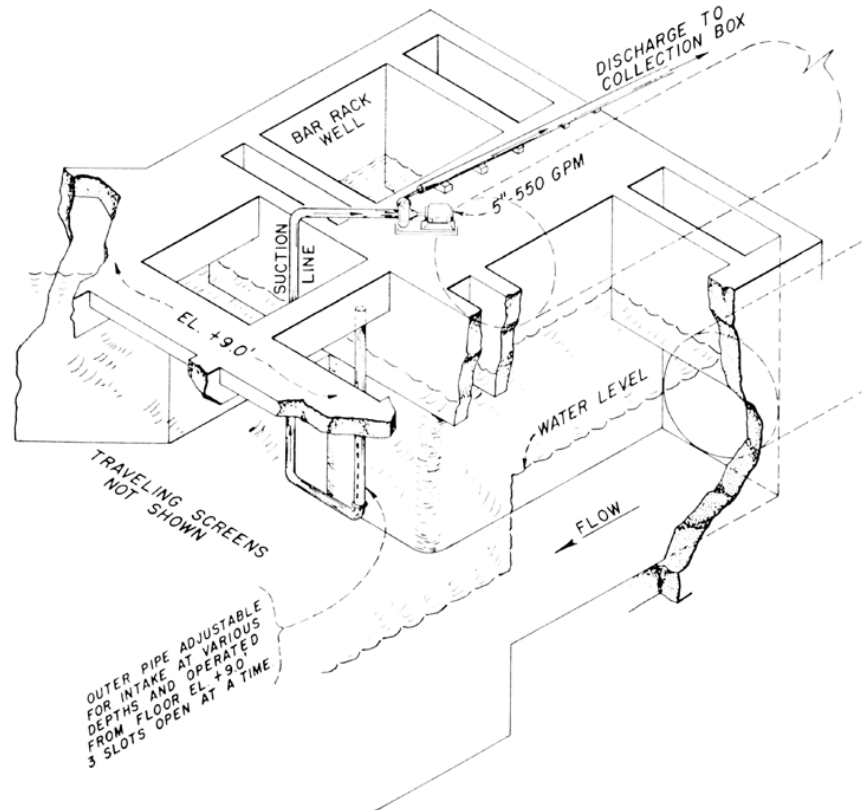 DISCHARGE TO
COLLECTION BOX
BAR RACK
WELL
5"-550 GPM
SUCTION
LINE
EL. +9.0'
WATER LEVEL
TRAVELING SCREENS
NOT SHOWN
FLOW
OUTER PIPE ADJUSTABLE
FOR INTAKE AT VARIOUS
DEPTHS AND OPERATED
FROM FLOOR EL. +9.0'
3 SLOTS OPEN AT A TIME